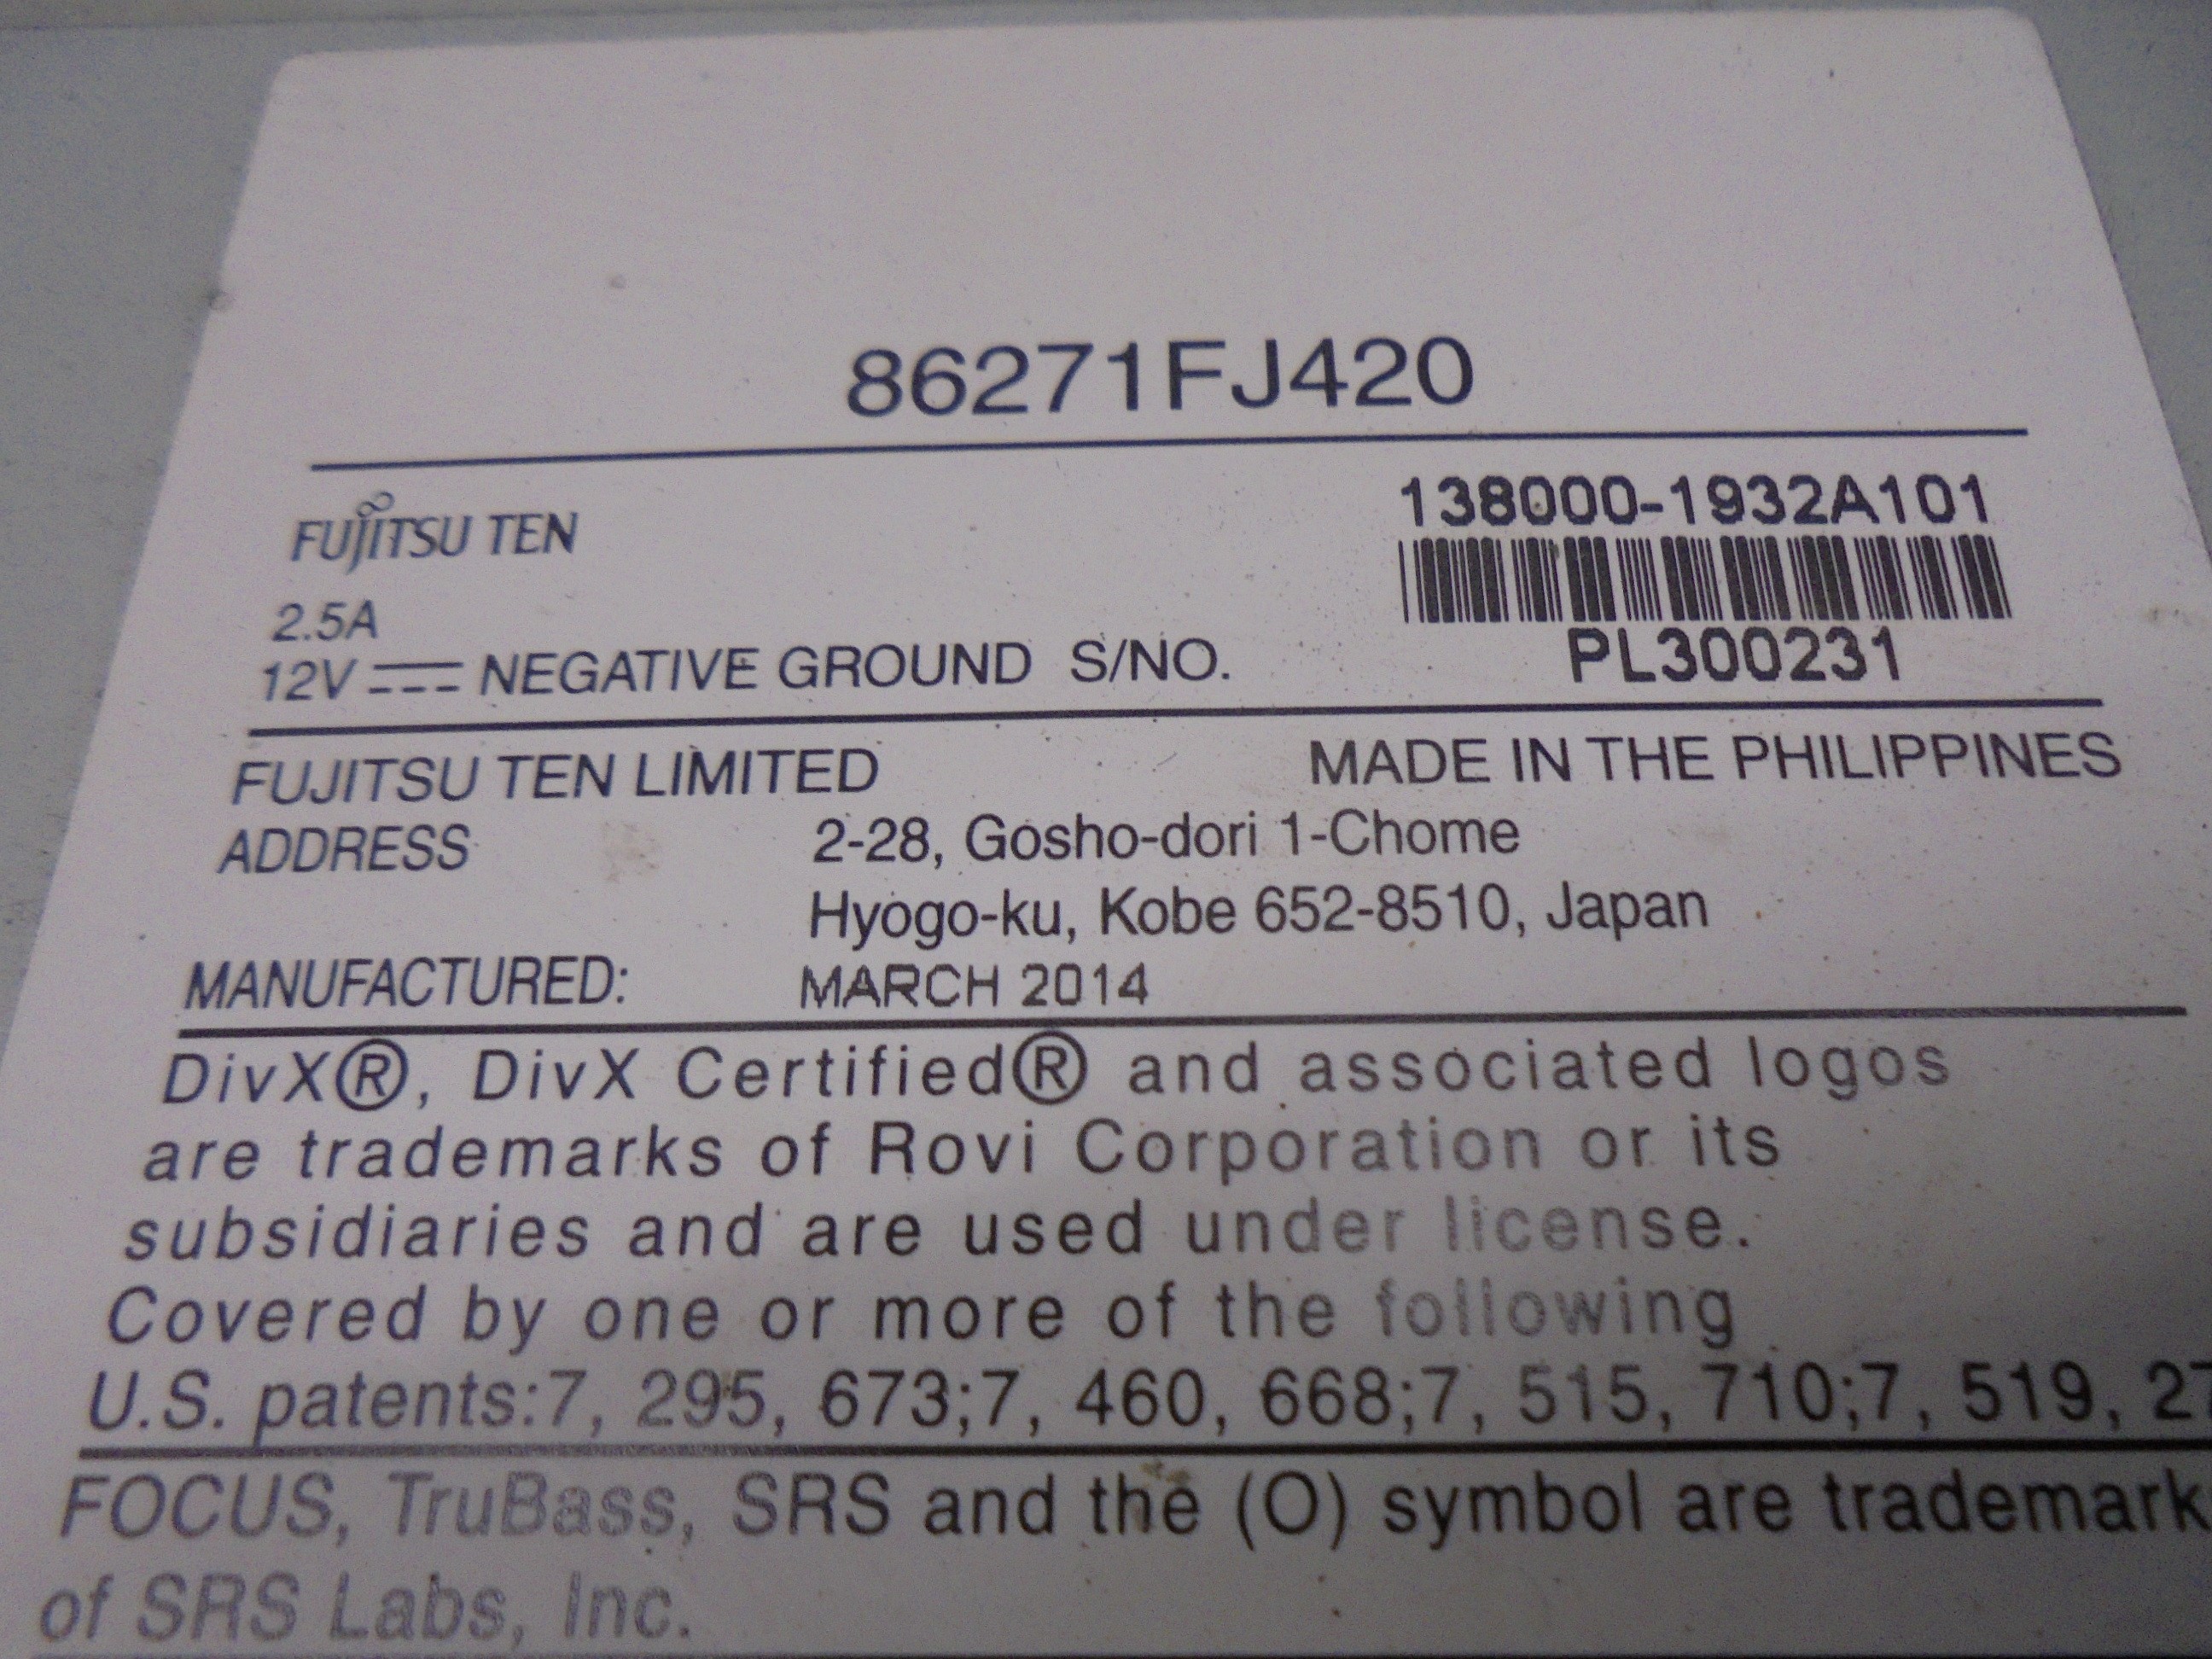 86271FJ420
FUJITSU TEN
138000-1932A101
2.5A
12V NEGATIVE GROUND S/NO.
PL300231
FUJITSU TEN LIMITED MADE IN THE PHILIPPINES
ADDRESS 2-28, Gosho-dori 1-Chome
Hyogo-ku, Kobe 652-8510, Japan
MANUFACTURED: MARCH 2014
DivX®, DivX Certified® and associated logos
are trademarks of Rovi Corporation or its
subsidiaries and are used under license.
Covered by one or more of the following
U.S. patents:7, 295, 673;7, 460, 668;7, 515, 710;7, 519, 27
FOCUS, TruBass, SRS and the (O) symbol are trademark
of SRS Labs, Inc.